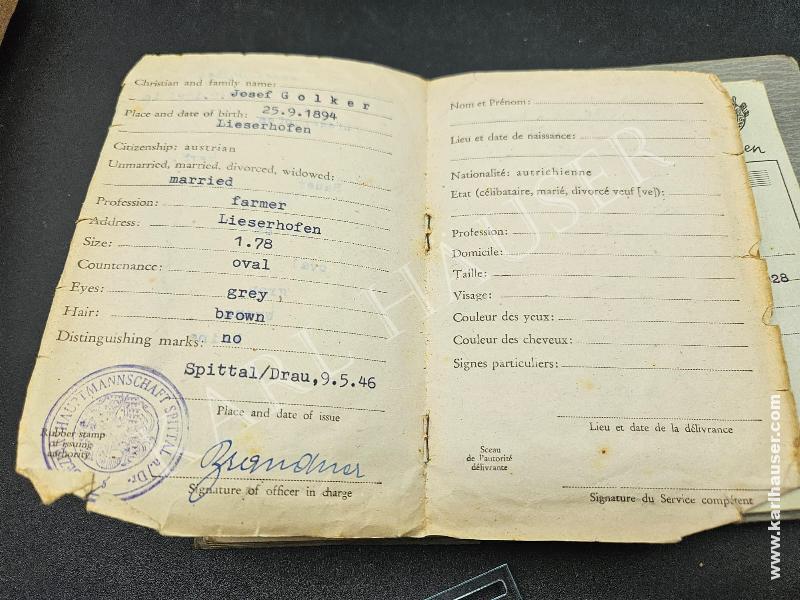 Christian and family name:
Josef Golker
Place and date of birth: 25.9.1894
Lieserhofen
Citizenship: austrian
Unmarried, married, divorced, widowed:
married
Profession: farmer
Address: Lieserhofen
Size: 1.78
Countenance: oval
Eyes: grey
Hair: brown
Distinguishing marks: no
Spittal/Drau, 9.5.46
Place and date of issue
HAUPTMANNSCHAFT SPITTAL a. Dr.
Rubber stamp
of issuing
authority
Brandner
Signature of officer in charge
Nom et Prénom:
Lieu et date de naissance:
Nationalité: autrichienne
Etat (célibataire, marié, divorcé veuf [ve]):
Profession:
Domicile:
Taille:
Visage:
Couleur des yeux:
Couleur des cheveux:
Signes particuliers:
Lieu et date de la délivrance
Sceau
de l'autorité
délivrante
Signature du Service compétent
28
KARL HAUSER
www.karlhauser.com